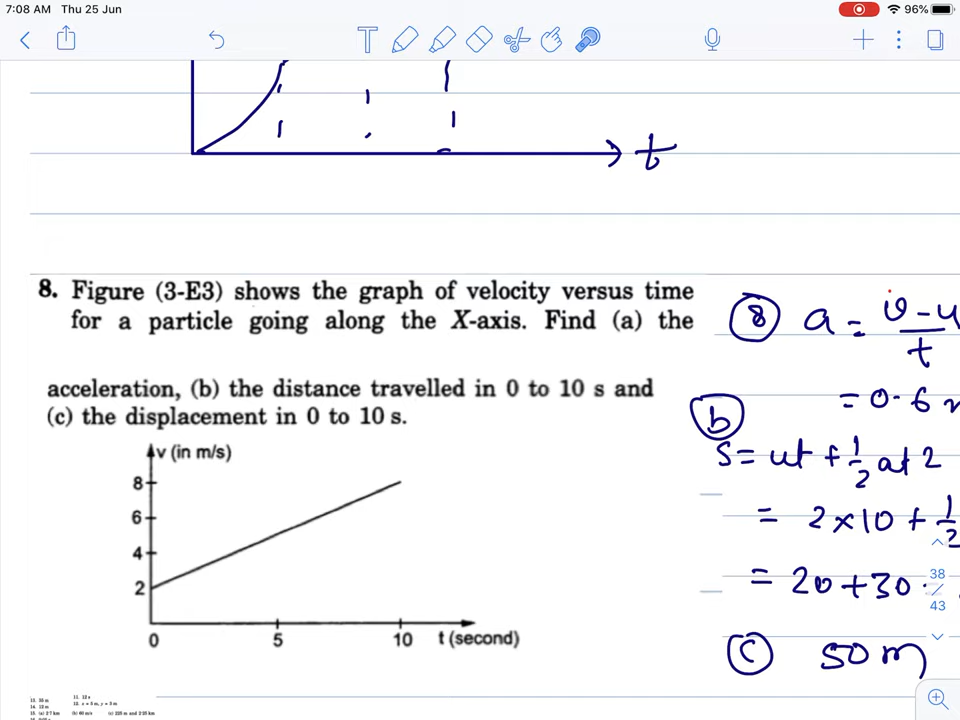 7:08 AM Thu 25 Jun
96%
t
8. Figure (3-E3) shows the graph of velocity versus time
for a particle going along the X-axis. Find (a) the
acceleration, (b) the distance travelled in 0 to 10 s and
(c) the displacement in 0 to 10 s.
v (in m/s)
8
6
4
2
0 5 10 t (second)
8 a = v-u
t
= 0.6 m
b
s = ut + 1/2 at 2
= 2×10 + 1/2
= 20+30
c 50 m
38
43
11. 12 s